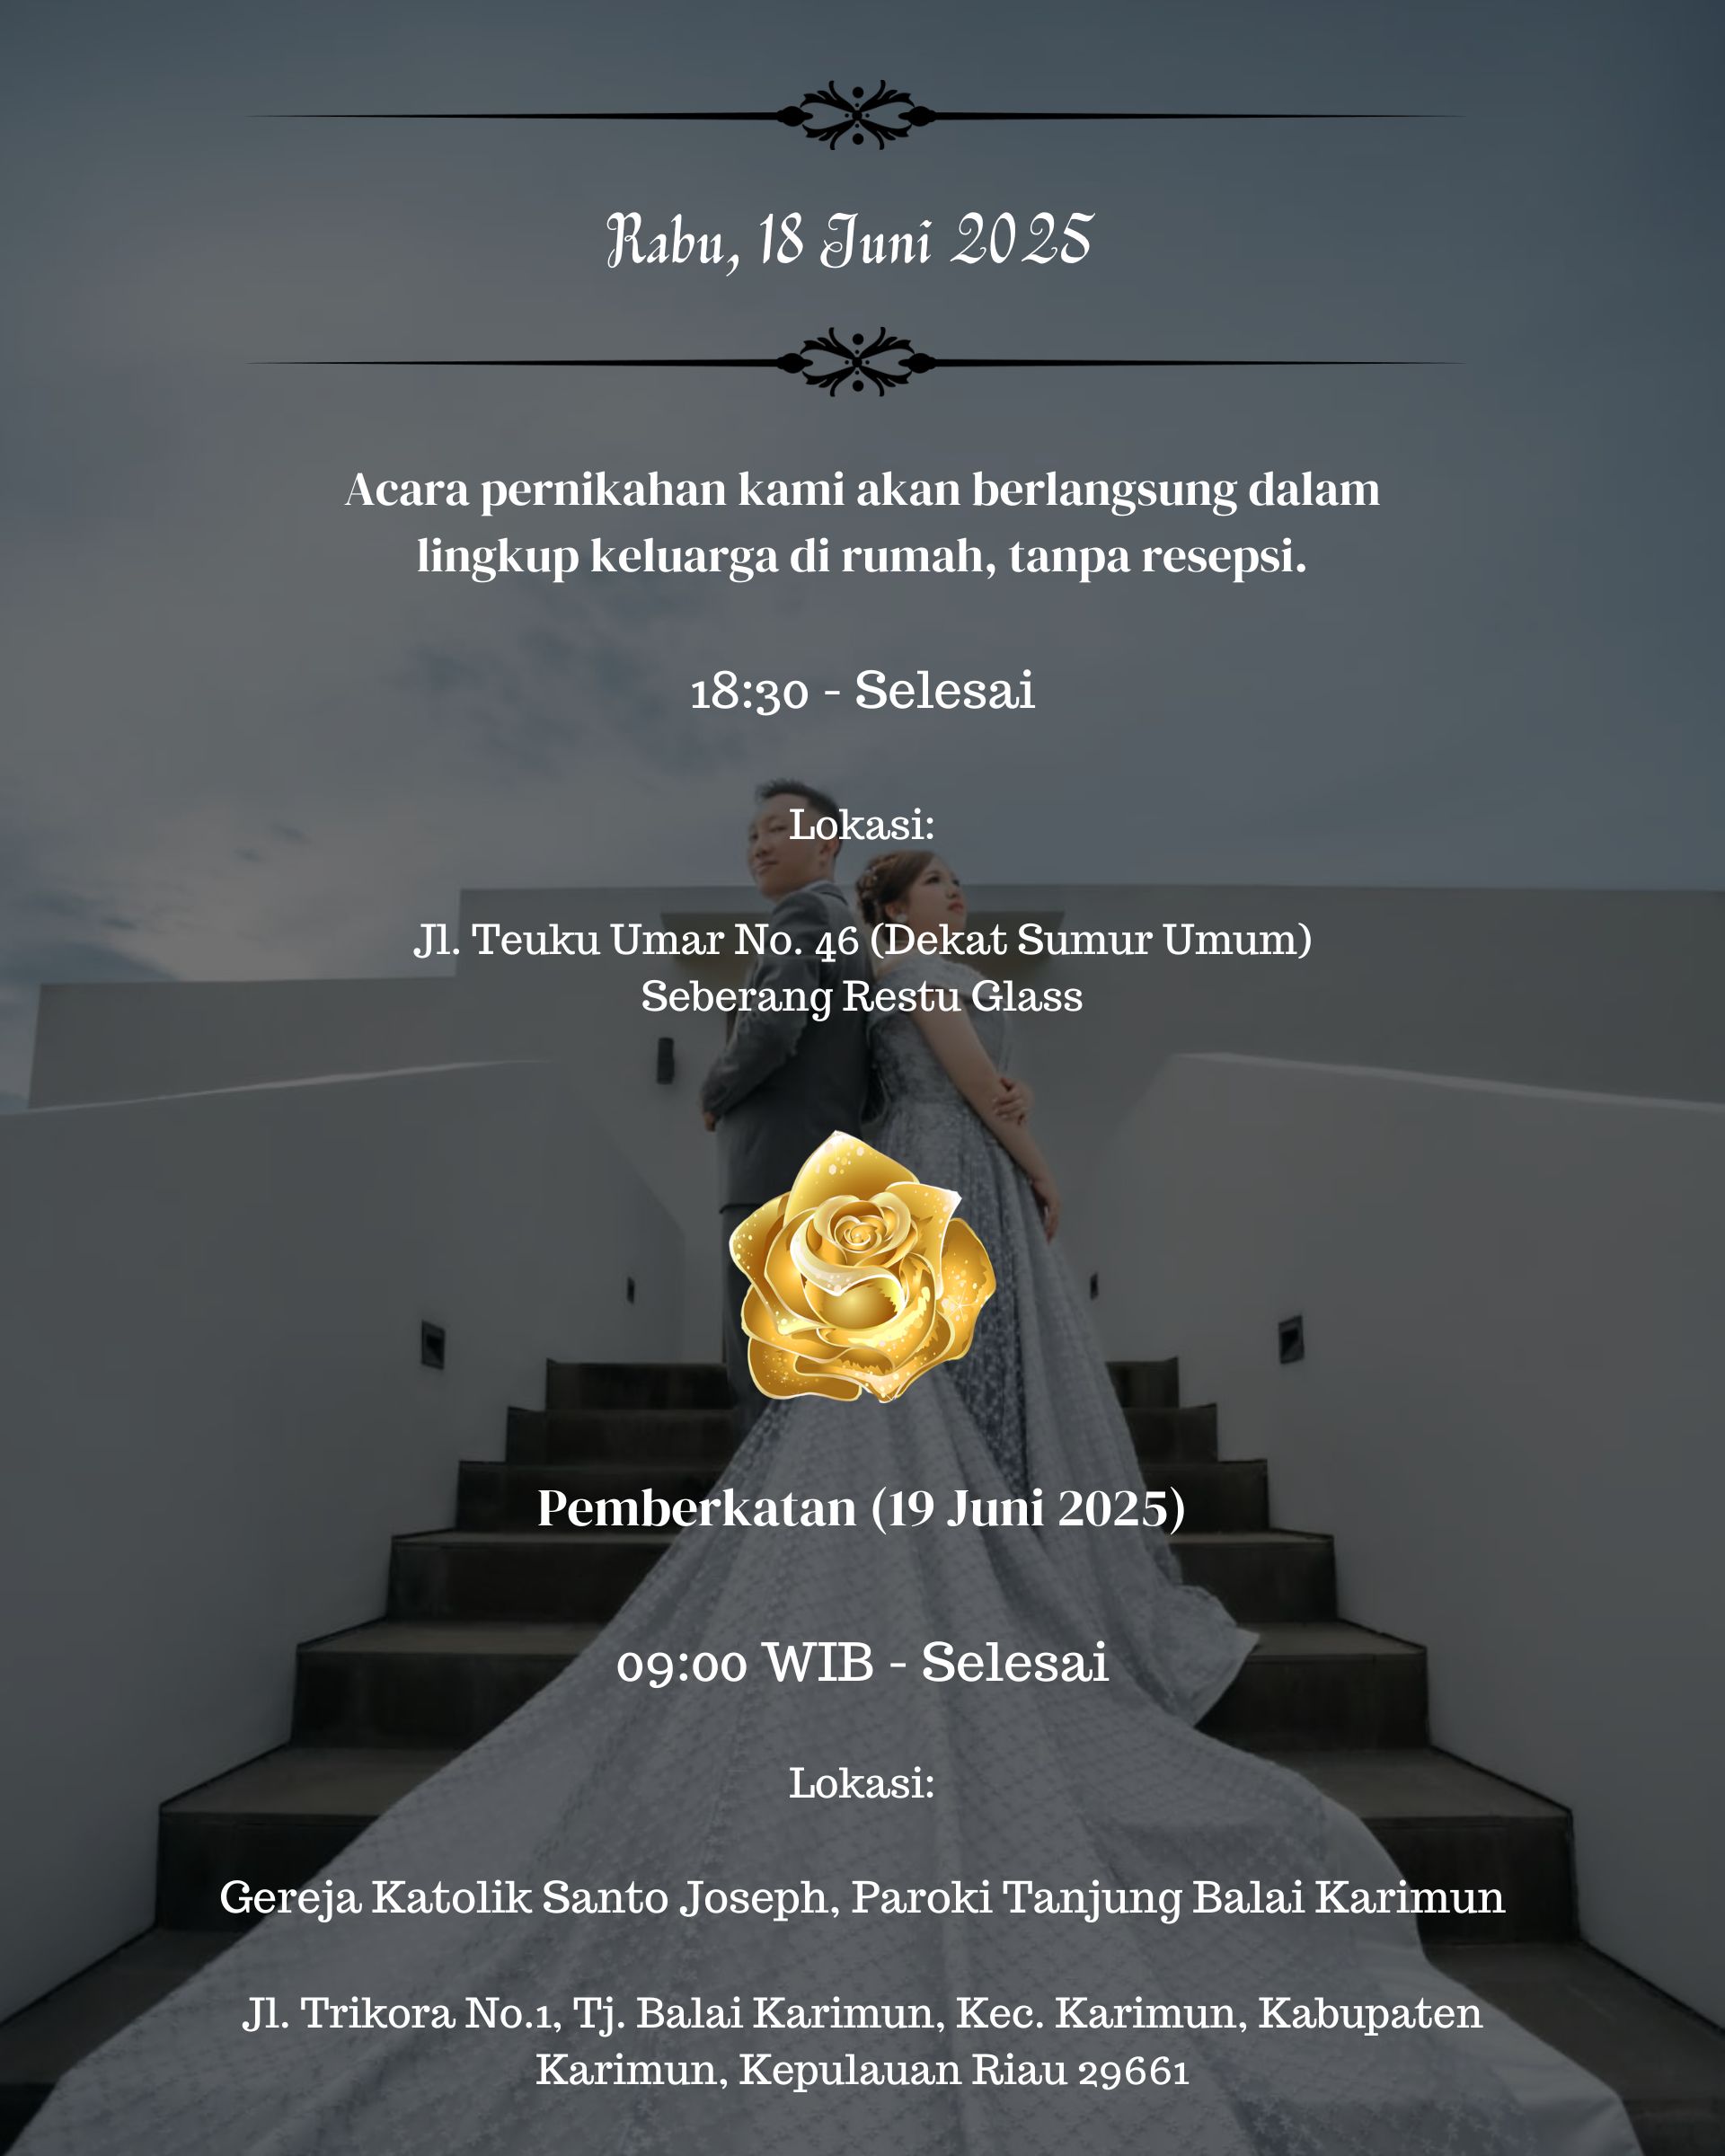 Rabu, 18 Juni 2025
Acara pernikahan kami akan berlangsung dalam
lingkup keluarga di rumah, tanpa resepsi.
18:30 - Selesai
Lokasi:
Jl. Teuku Umar No. 46 (Dekat Sumur Umum)
Seberang Restu Glass
Pemberkatan (19 Juni 2025)
09:00 WIB - Selesai
Lokasi:
Gereja Katolik Santo Joseph, Paroki Tanjung Balai Karimun
Jl. Trikora No.1, Tj. Balai Karimun, Kec. Karimun, Kabupaten
Karimun, Kepulauan Riau 29661